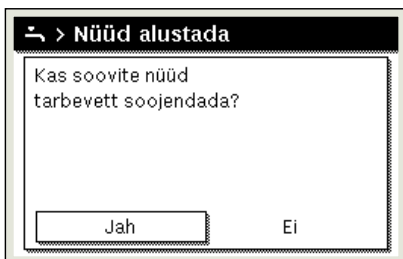 > Nüüd alustada
Kas soovite nüüd
tarbevett soojendada?
Jah
Ei